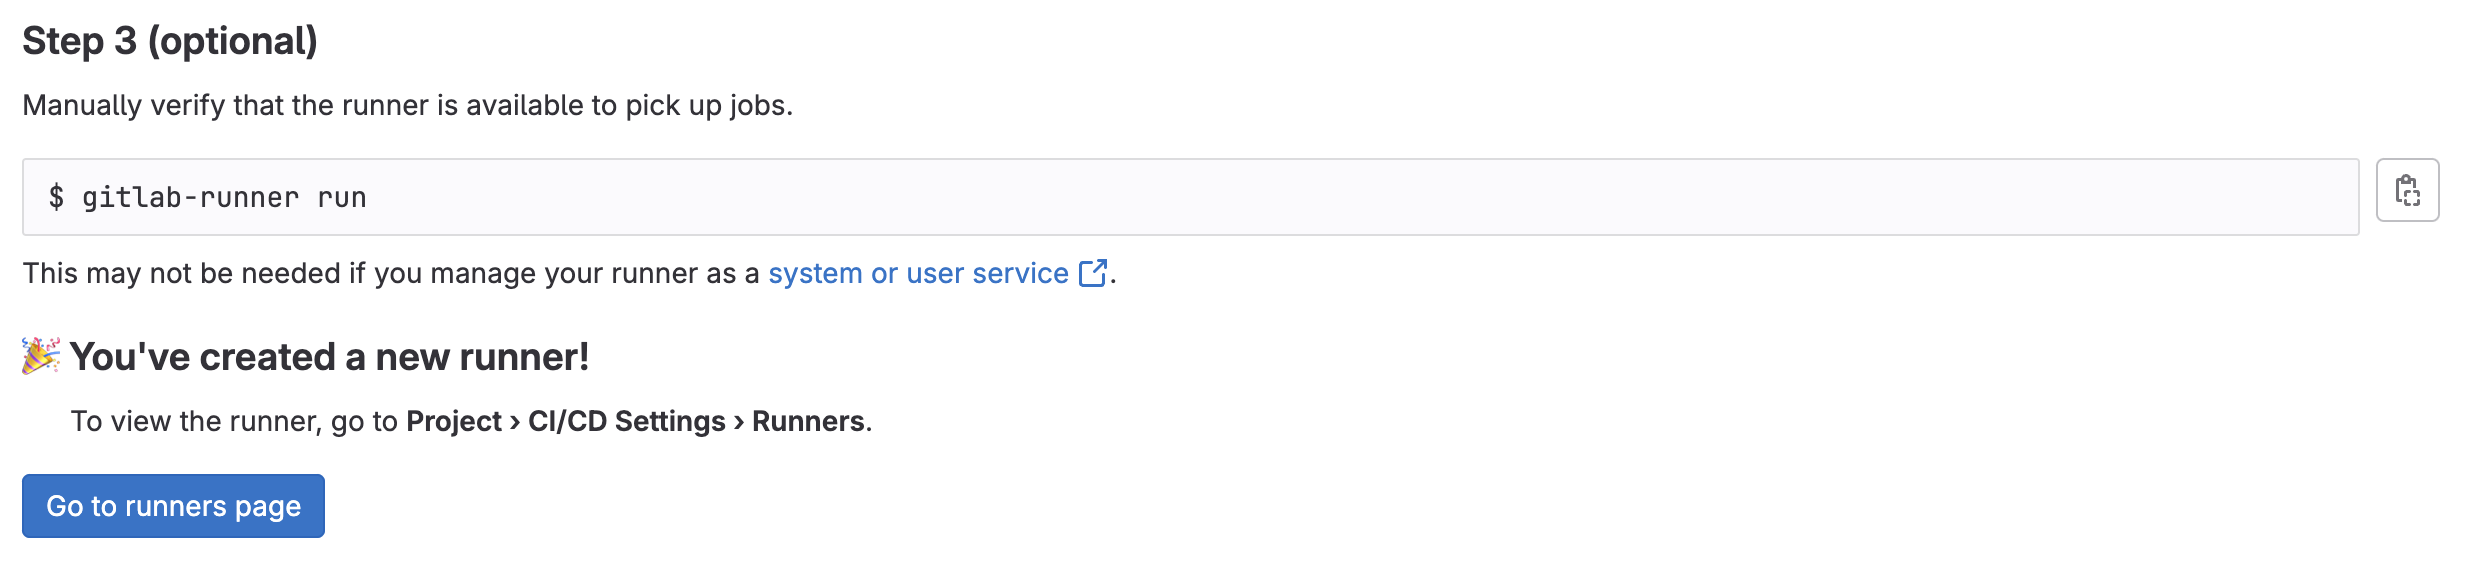 Step 3 (optional)
Manually verify that the runner is available to pick up jobs.
$ gitlab-runner run
This may not be needed if you manage your runner as a system or user service.
🎉 You've created a new runner!
To view the runner, go to Project › CI/CD Settings › Runners.
Go to runners page